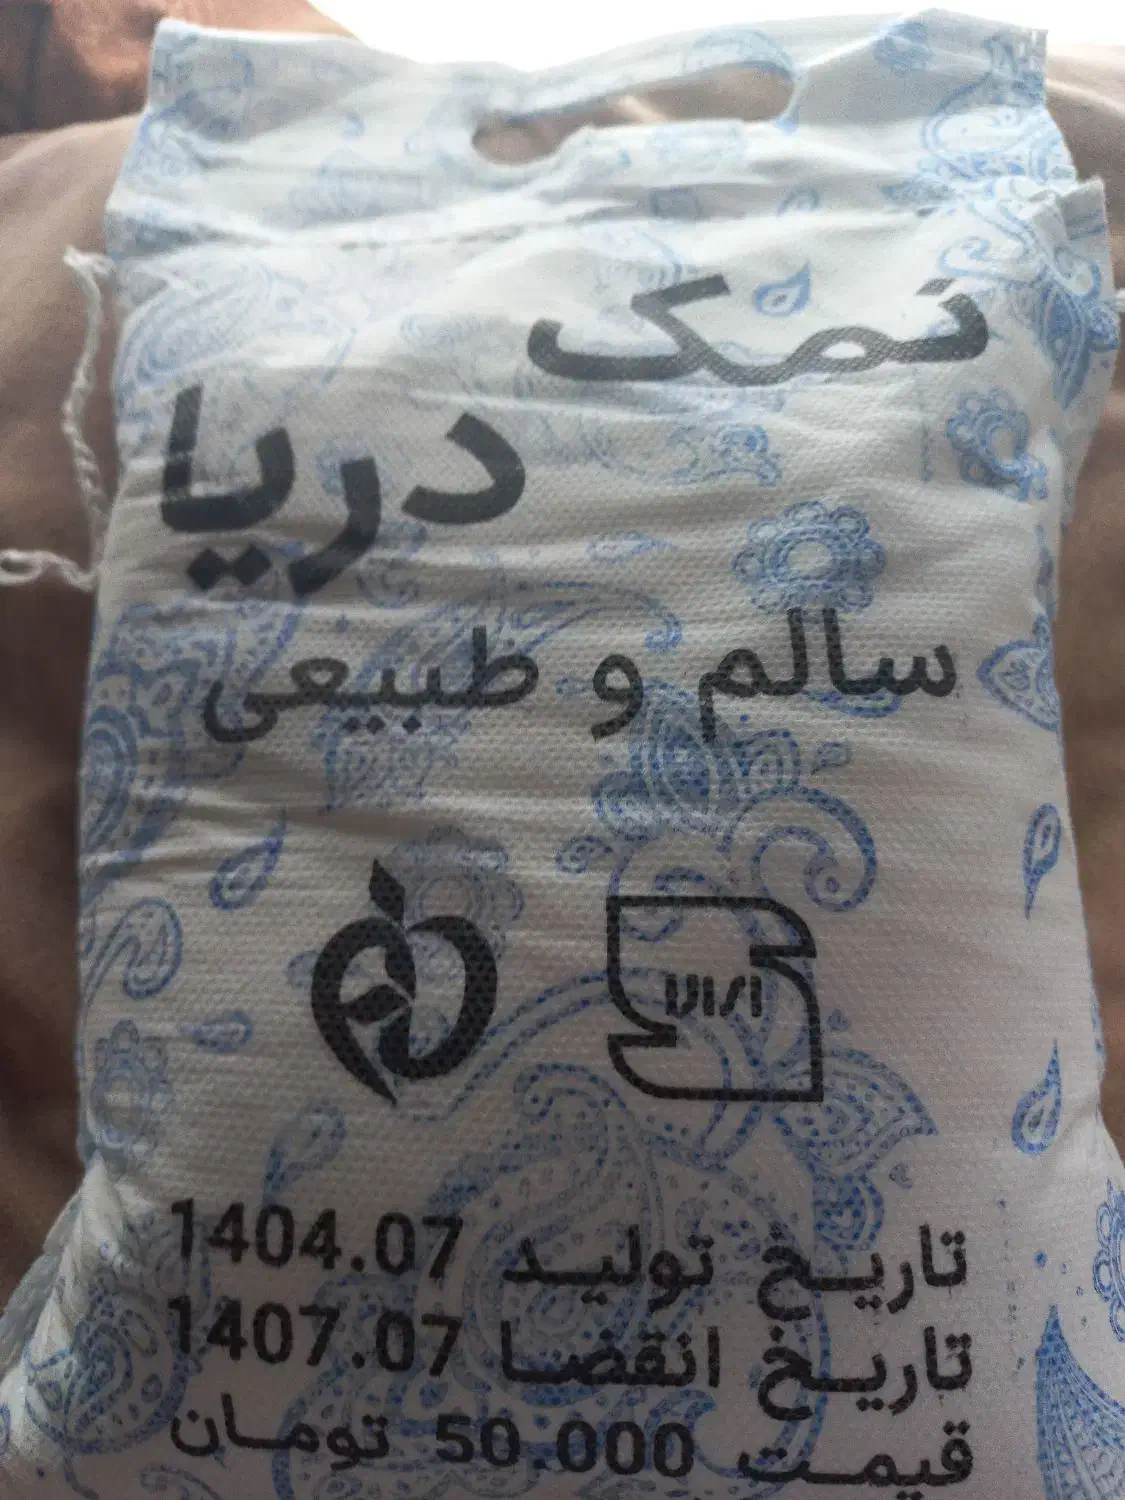 نمک
دریا
سالم و طبیعی
تاریخ تولید 1404.07
تاریخ انقضا 1407.07
قیمت 50.000 تومان